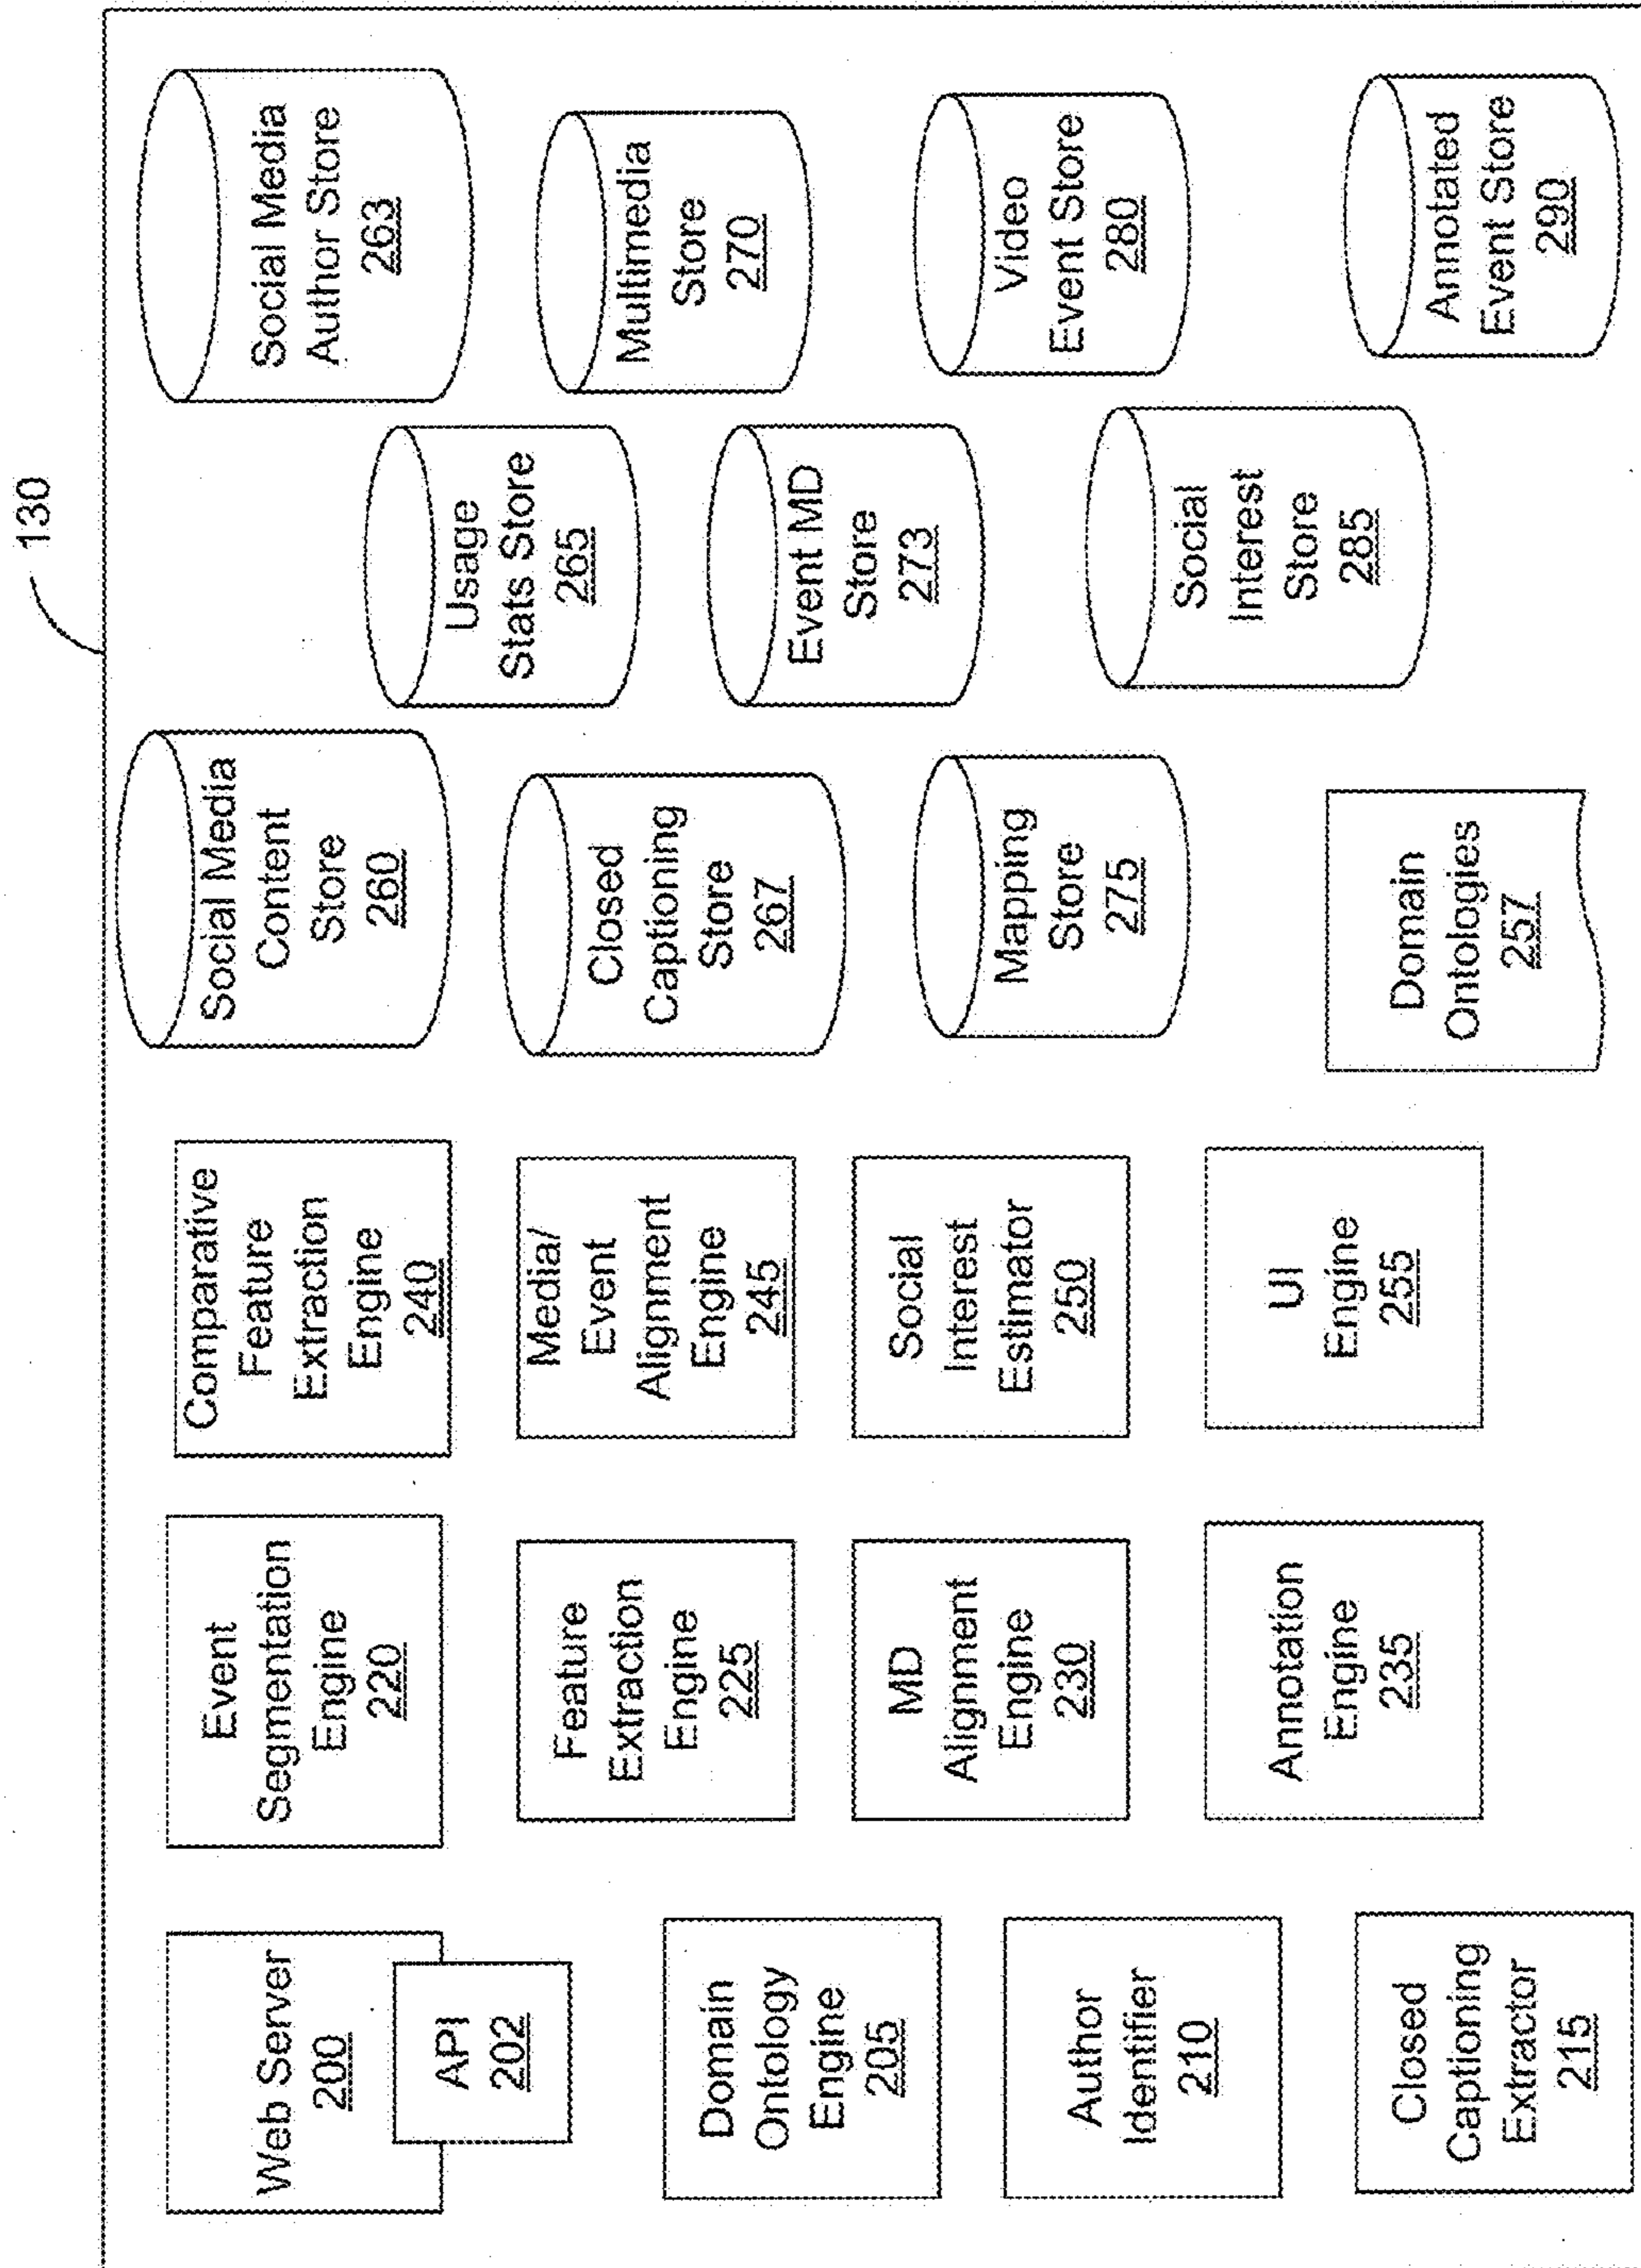 130
Web Server
200
API
202
Domain
Ontology
Engine
205
Author
Identifier
210
Closed
Captioning
Extractor
215
Event
Segmentation
Engine
220
Feature
Extraction
Engine
225
MD
Alignment
Engine
230
Annotation
Engine
235
Comparative
Feature
Extraction
Engine
240
Media/
Event
Alignment
Engine
245
Social
Interest
Estimator
250
UI
Engine
255
Social Media
Content
Store
260
Closed
Captioning
Store
267
Mapping
Store
275
Domain
Ontologies
257
Usage
Stats Store
265
Event MD
Store
273
Social
Interest
Store
285
Social Media
Author Store
263
Multimedia
Store
270
Video
Event Store
280
Annotated
Event Store
290